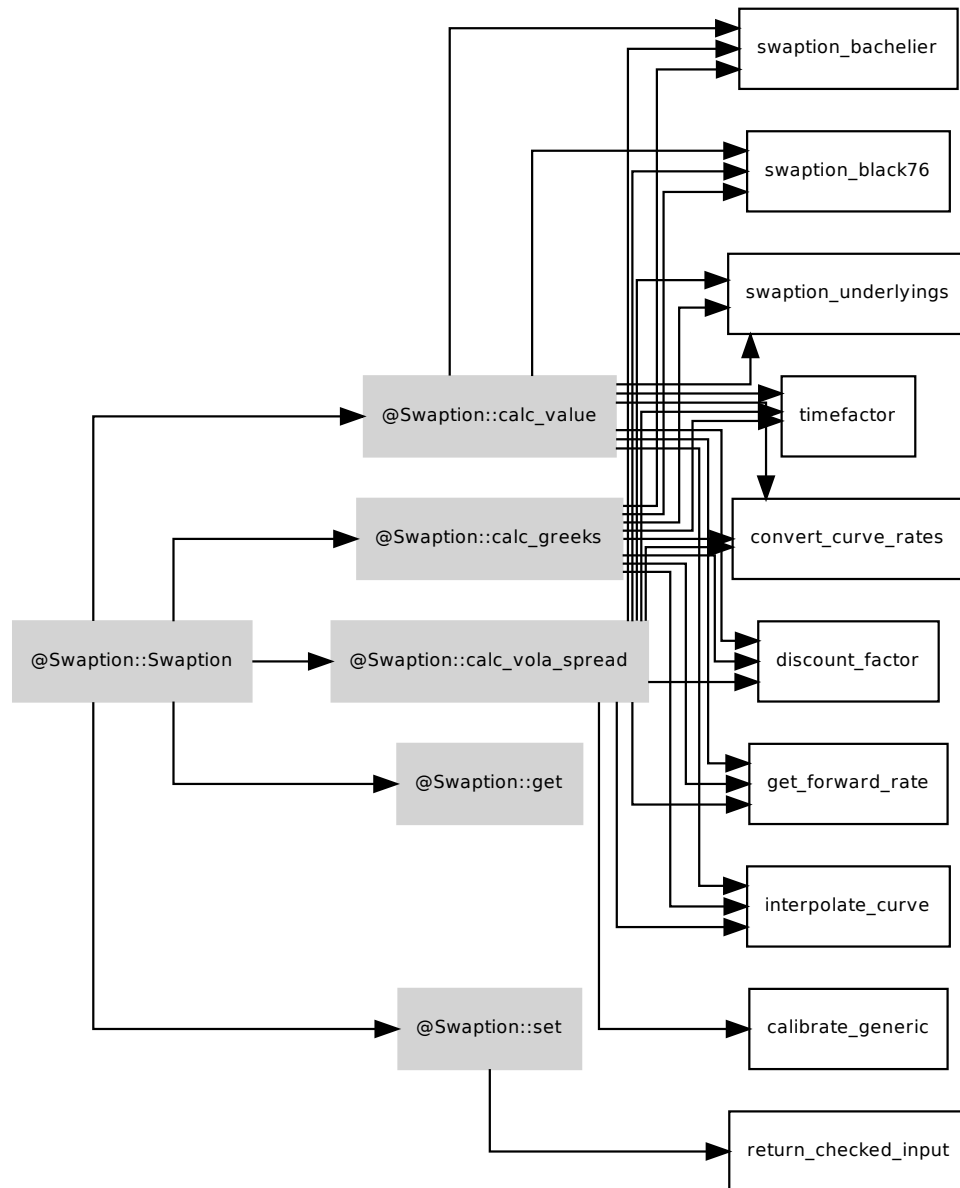 swaption_bachelier
swaption_black76
swaption_underlyings
@Swaption::calc_value
timefactor
@Swaption::calc_greeks
convert_curve_rates
@Swaption::Swaption
@Swaption::calc_vola_spread
discount_factor
@Swaption::get
get_forward_rate
interpolate_curve
@Swaption::set
calibrate_generic
return_checked_input